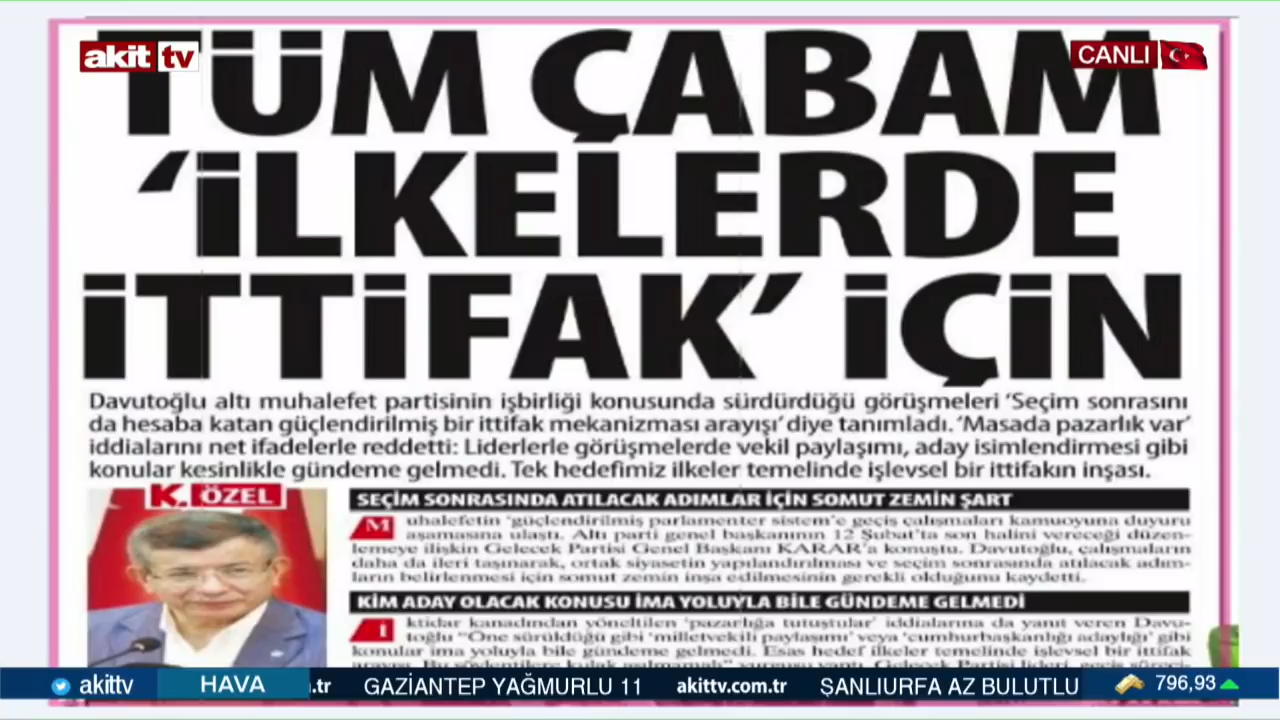 akit tv
CANLI
TÜM ÇABAM
‘İLKELERDE
İTTİFAK’ İÇİN
Davutoğlu altı muhalefet partisinin işbirliği konusunda sürdürdüğü görüşmeleri ‘Seçim sonrasını
da hesaba katan güçlendirilmiş bir ittifak mekanizması arayışı’ diye tanımladı. ‘Masada pazarlık var’
iddialarını net ifadelerle reddetti: Liderlerle görüşmelerde vekil paylaşımı, aday isimlendirmesi gibi
konular kesinlikle gündeme gelmedi. Tek hedefimiz ilkeler temelinde işlevsel bir ittifakın inşası.
K. ÖZEL
SEÇİM SONRASINDA ATILACAK ADIMLAR İÇİN SOMUT ZEMİN ŞART
Muhalefetin ‘güçlendirilmiş parlamenter sistem’e geçiş çalışmaları kamuoyuna duyuru
aşamasına ulaştı. Altı parti genel başkanının 12 Şubat’ta son halini vereceği düzen-
lemeye ilişkin Gelecek Partisi Genel Başkanı KARAR’a konuştu. Davutoğlu, çalışmaların
daha da ileri taşınarak, ortak siyasetin yapılandırılması ve seçim sonrasında atılacak adım-
ların belirlenmesi için somut zemin inşa edilmesinin gerekli olduğunu kaydetti.
KİM ADAY OLACAK KONUSU İMA YOLUYLA BİLE GÜNDEME GELMEDİ
İktidar kanadından yöneltilen ‘pazarlığa tutuştular’ iddialarına da yanıt veren Davu-
toğlu “Öne sürüldüğü gibi ‘milletvekili paylaşımı’ veya ‘cumhurbaşkanlığı adaylığı’ gibi
konular ima yoluyla bile gündeme gelmedi. Esas hedef ilkeler temelinde işlevsel bir ittifak
akittv
HAVA
.tr
GAZİANTEP YAĞMURLU 11
akittv.com.tr
ŞANLIURFA AZ BULUTLU
796,93